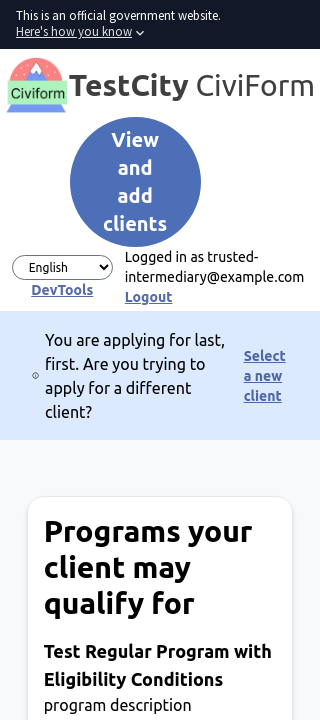 This is an official government website.
Here's how you know
Civiform
TestCity CiviForm
View
and
add
clients
English
DevTools
Logged in as trusted-
intermediary@example.com
Logout
You are applying for last,
first. Are you trying to
apply for a different
client?
Select
a new
client
Programs your
client may
qualify for
Test Regular Program with
Eligibility Conditions
program description